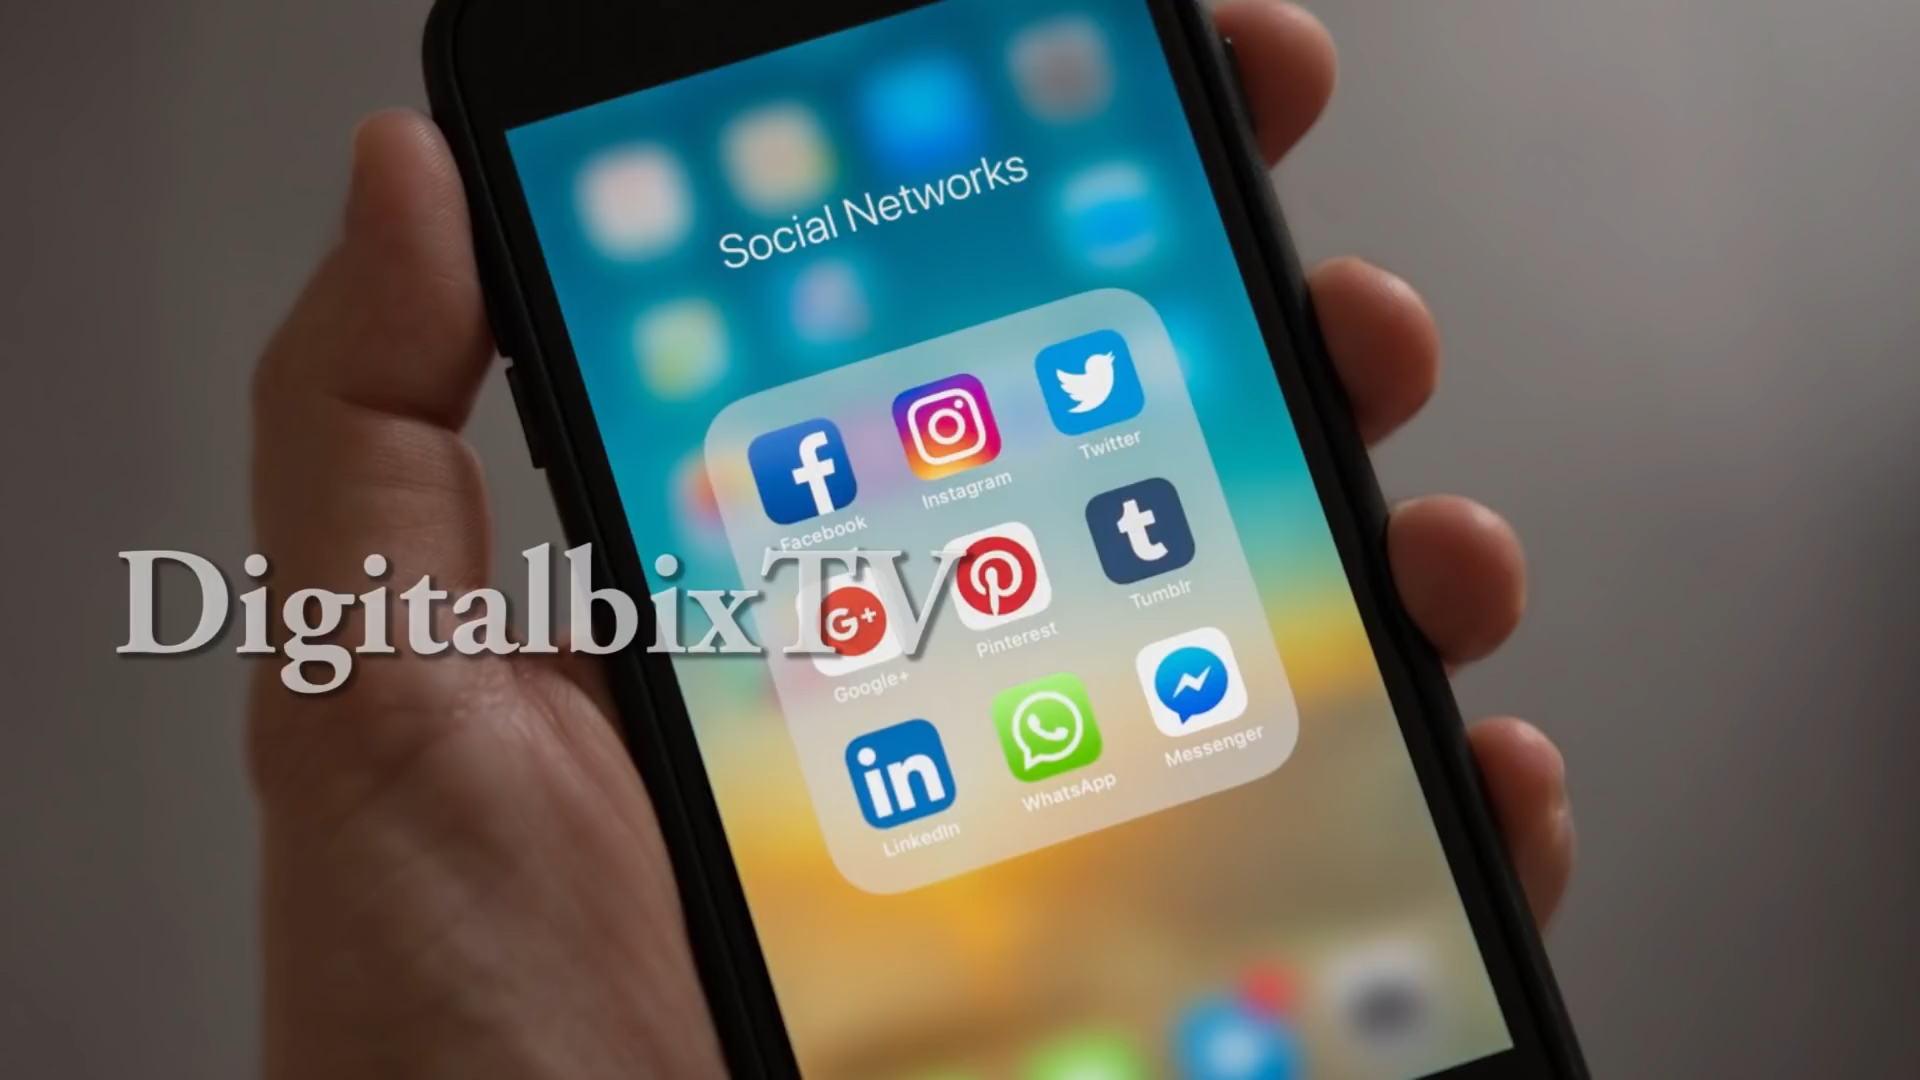 Social Networks
Facebook
Instagram
Twitter
DigitalbixTV
Google+
Pinterest
Tumblr
LinkedIn
WhatsApp
Messenger